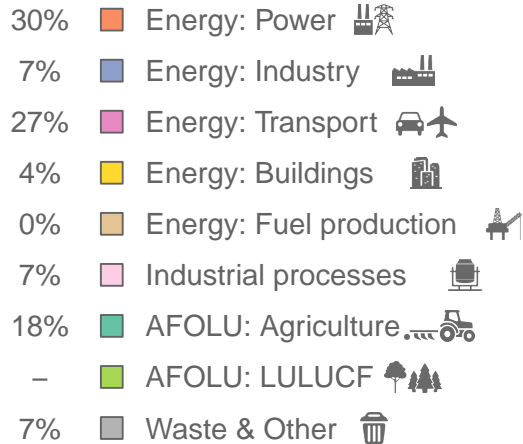 30% Energy: Power
7% Energy: Industry
27% Energy: Transport
4% Energy: Buildings
0% Energy: Fuel production
7% Industrial processes
18% AFOLU: Agriculture
– AFOLU: LULUCF
7% Waste & Other